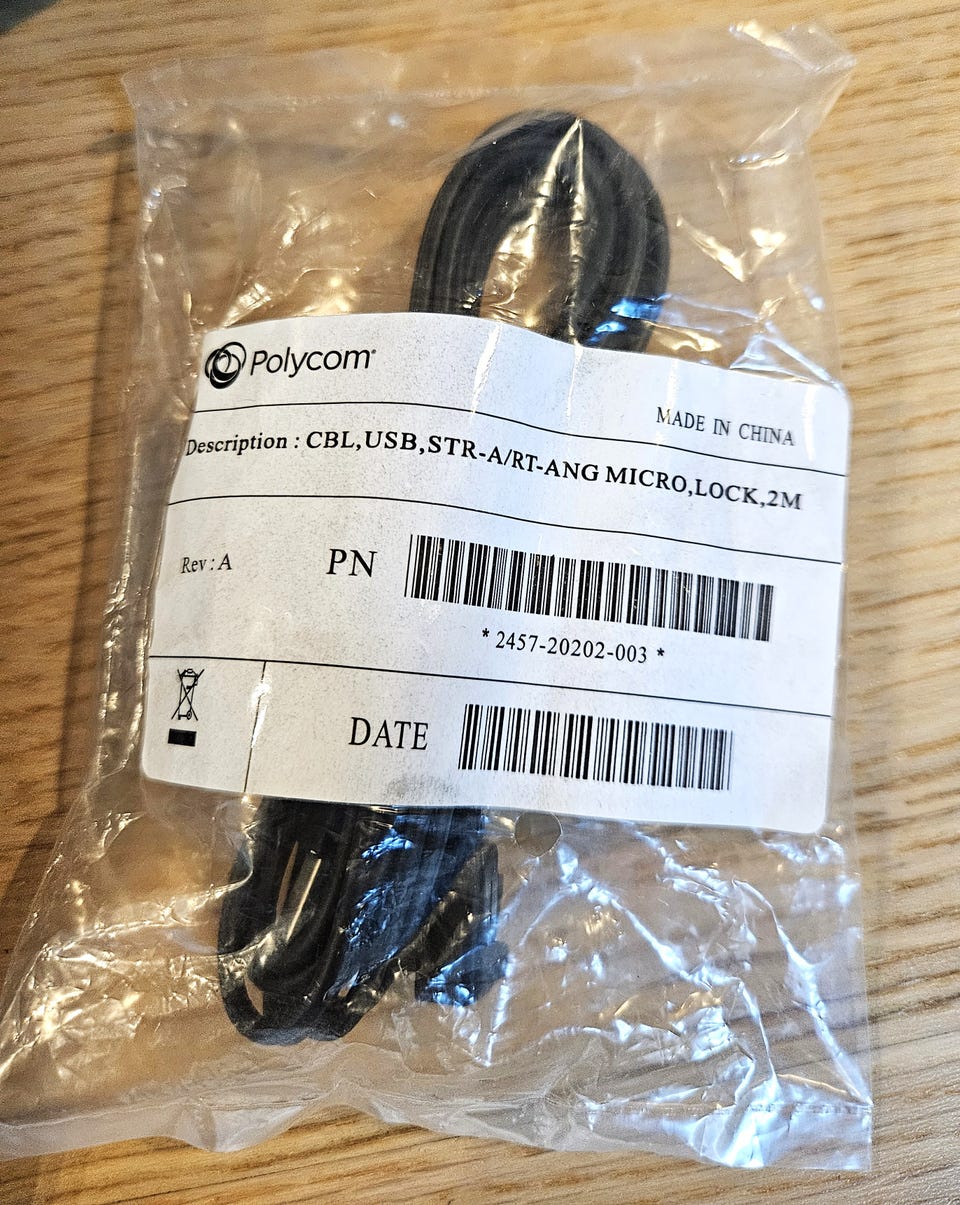 Polycom®
MADE IN CHINA
Description : CBL,USB,STR-A/RT-ANG MICRO,LOCK,2M
Rev : A
PN
*2457-20202-003 *
DATE